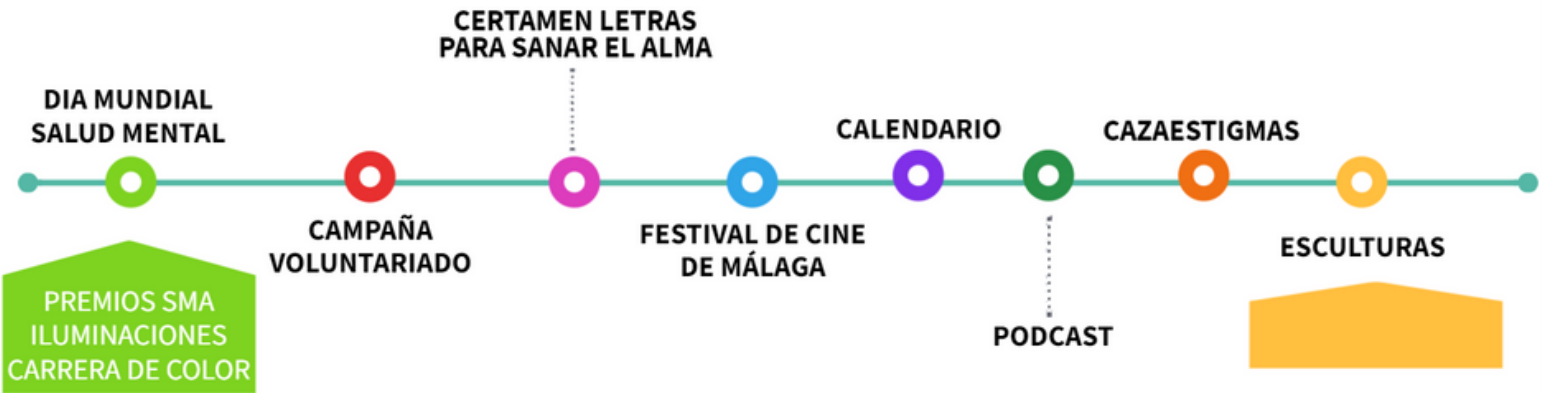 DIA MUNDIAL
SALUD MENTAL
PREMIOS SMA
ILUMINACIONES
CARRERA DE COLOR
CAMPAÑA
VOLUNTARIADO
CERTAMEN LETRAS
PARA SANAR EL ALMA
FESTIVAL DE CINE
DE MÁLAGA
CALENDARIO
PODCAST
CAZAESTIGMAS
ESCULTURAS